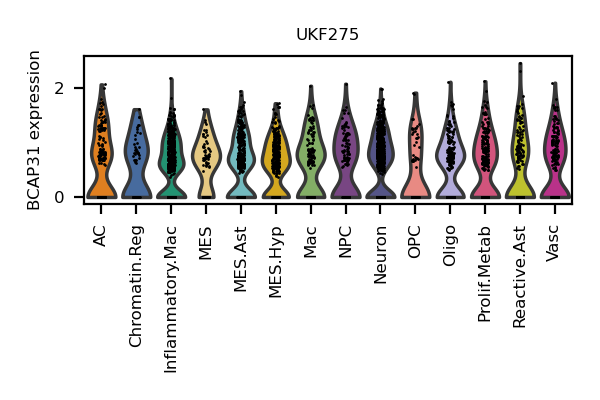 UKF275
BCAP31 expression
2
0
AC
Chromatin.Reg
Inflammatory.Mac
MES
MES.Ast
MES.Hyp
Mac
NPC
Neuron
OPC
Oligo
Prolif.Metab
Reactive.Ast
Vasc